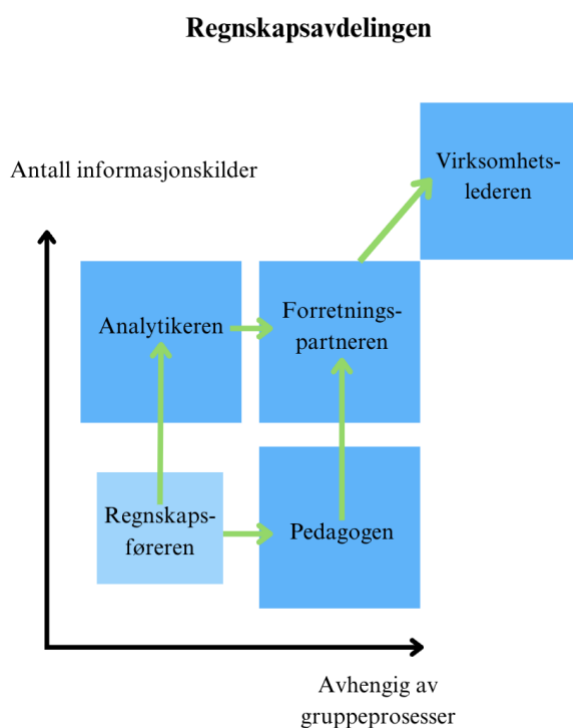 Regnskapsavdelingen
Antall informasjonskilder
Virksomhets-
lederen
Analytikeren
Forretnings-
partneren
Regnskaps-
føreren
Pedagogen
Avhengig av
gruppeprosesser